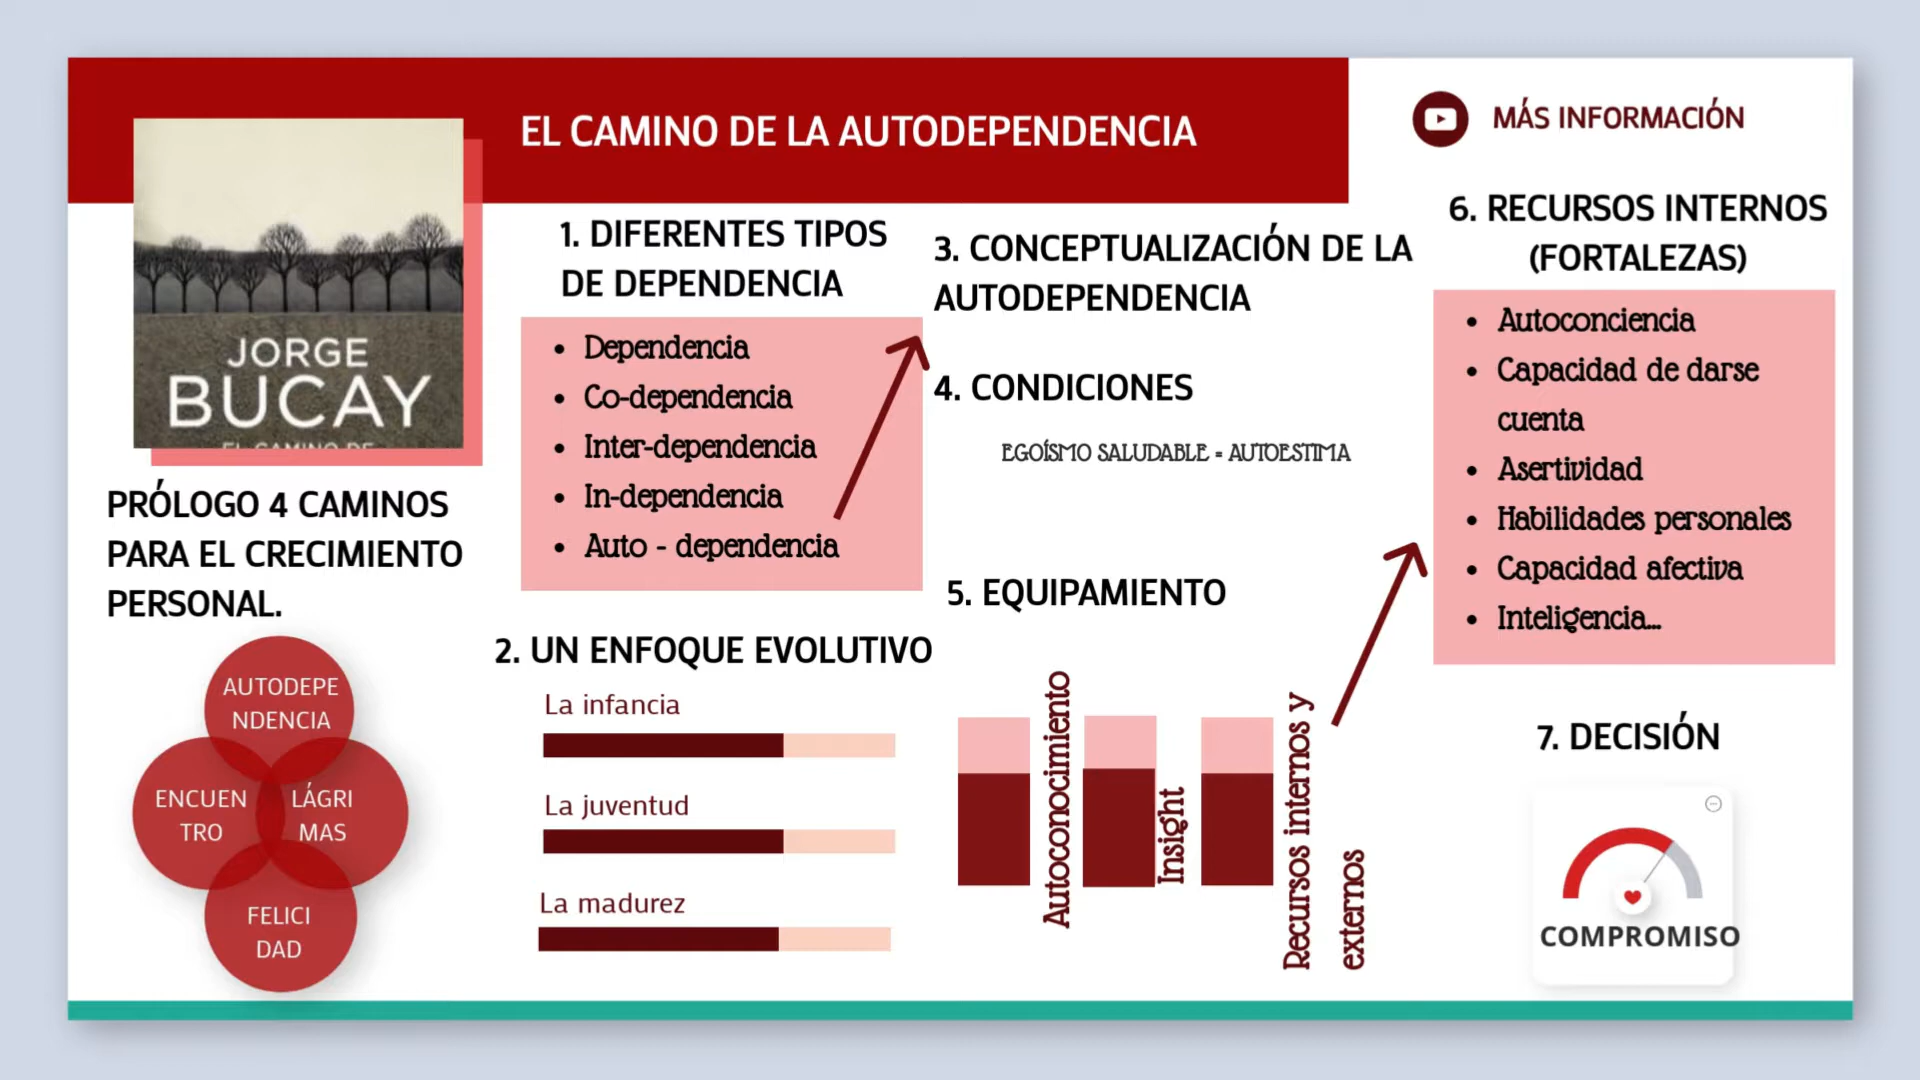 EL CAMINO DE LA AUTODEPENDENCIA
MÁS INFORMACIÓN
JORGE
BUCAY
EL CAMINO DE
PRÓLOGO 4 CAMINOS
PARA EL CRECIMIENTO
PERSONAL.
AUTODEPE
NDENCIA
ENCUEN
TRO
LÁGRI
MAS
FELICI
DAD
1. DIFERENTES TIPOS
DE DEPENDENCIA
• Dependencia
• Co-dependencia
• Inter-dependencia
• In-dependencia
• Auto - dependencia
2. UN ENFOQUE EVOLUTIVO
La infancia
La juventud
La madurez
3. CONCEPTUALIZACIÓN DE LA
AUTODEPENDENCIA
4. CONDICIONES
EGOÍSMO SALUDABLE = AUTOESTIMA
5. EQUIPAMIENTO
Autoconocimiento
Insight
Recursos internos y
externos
6. RECURSOS INTERNOS
(FORTALEZAS)
• Autoconciencia
• Capacidad de darse
cuenta
• Asertividad
• Habilidades personales
• Capacidad afectiva
• Inteligencia...
7. DECISIÓN
COMPROMISO